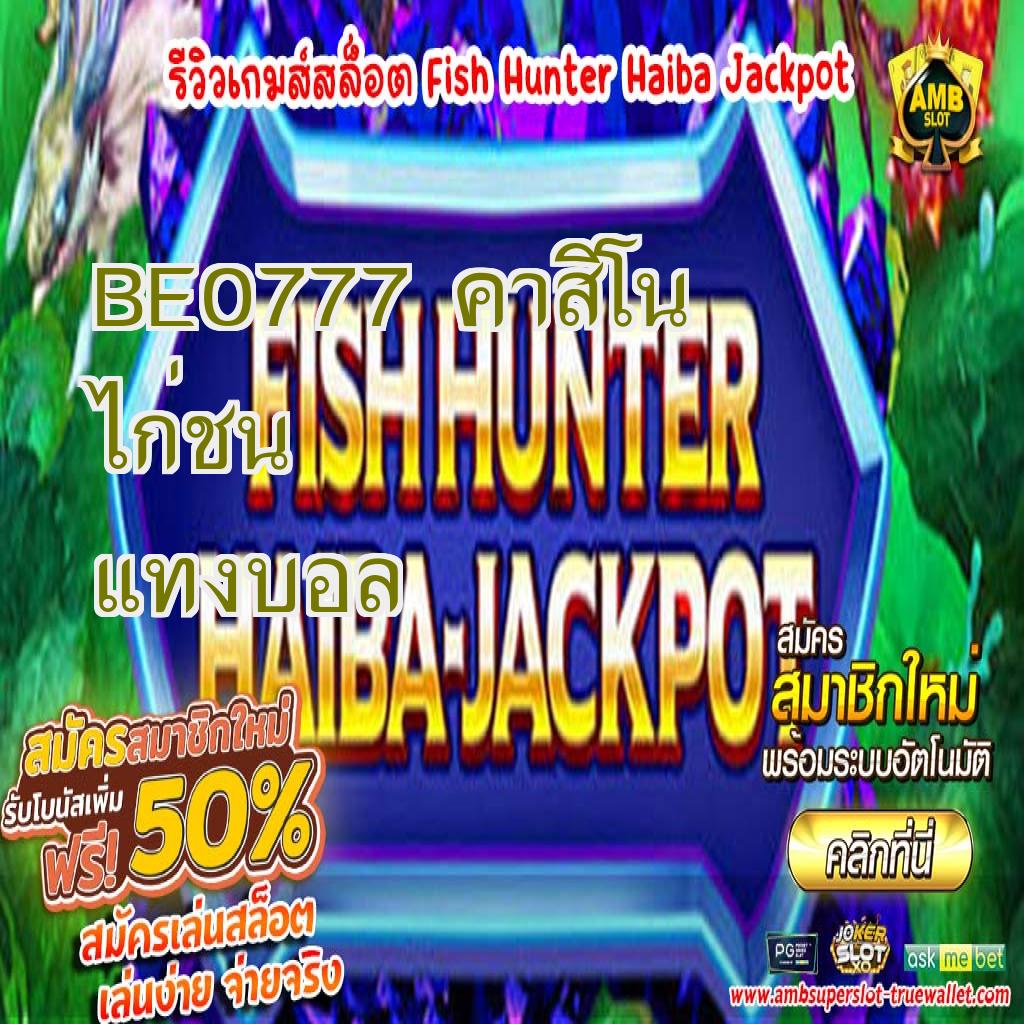 รีวิวเกมส์สล็อต Fish Hunter Haiba Jackpot
AMB
SLOT
BEO777 คาสิโน
FISH HUNTER
ไก่ชน
แทงบอล
HAIBA-JACKPOT
สมัคร
สมาชิกใหม่
พร้อมระบบอัตโนมัติ
คลิกที่นี่
สมัครสมาชิกใหม่
รับโบนัสเพิ่ม
ฟรี! 50%
สมัครเล่นสล็อต
เล่นง่าย จ่ายจริง
PG
JOKER
SLOT
XO
ask me bet
www.ambsuperslot-truewallet.com